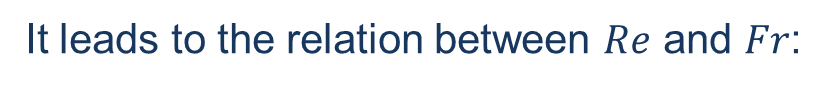 It leads to the relation between Re and Fr: